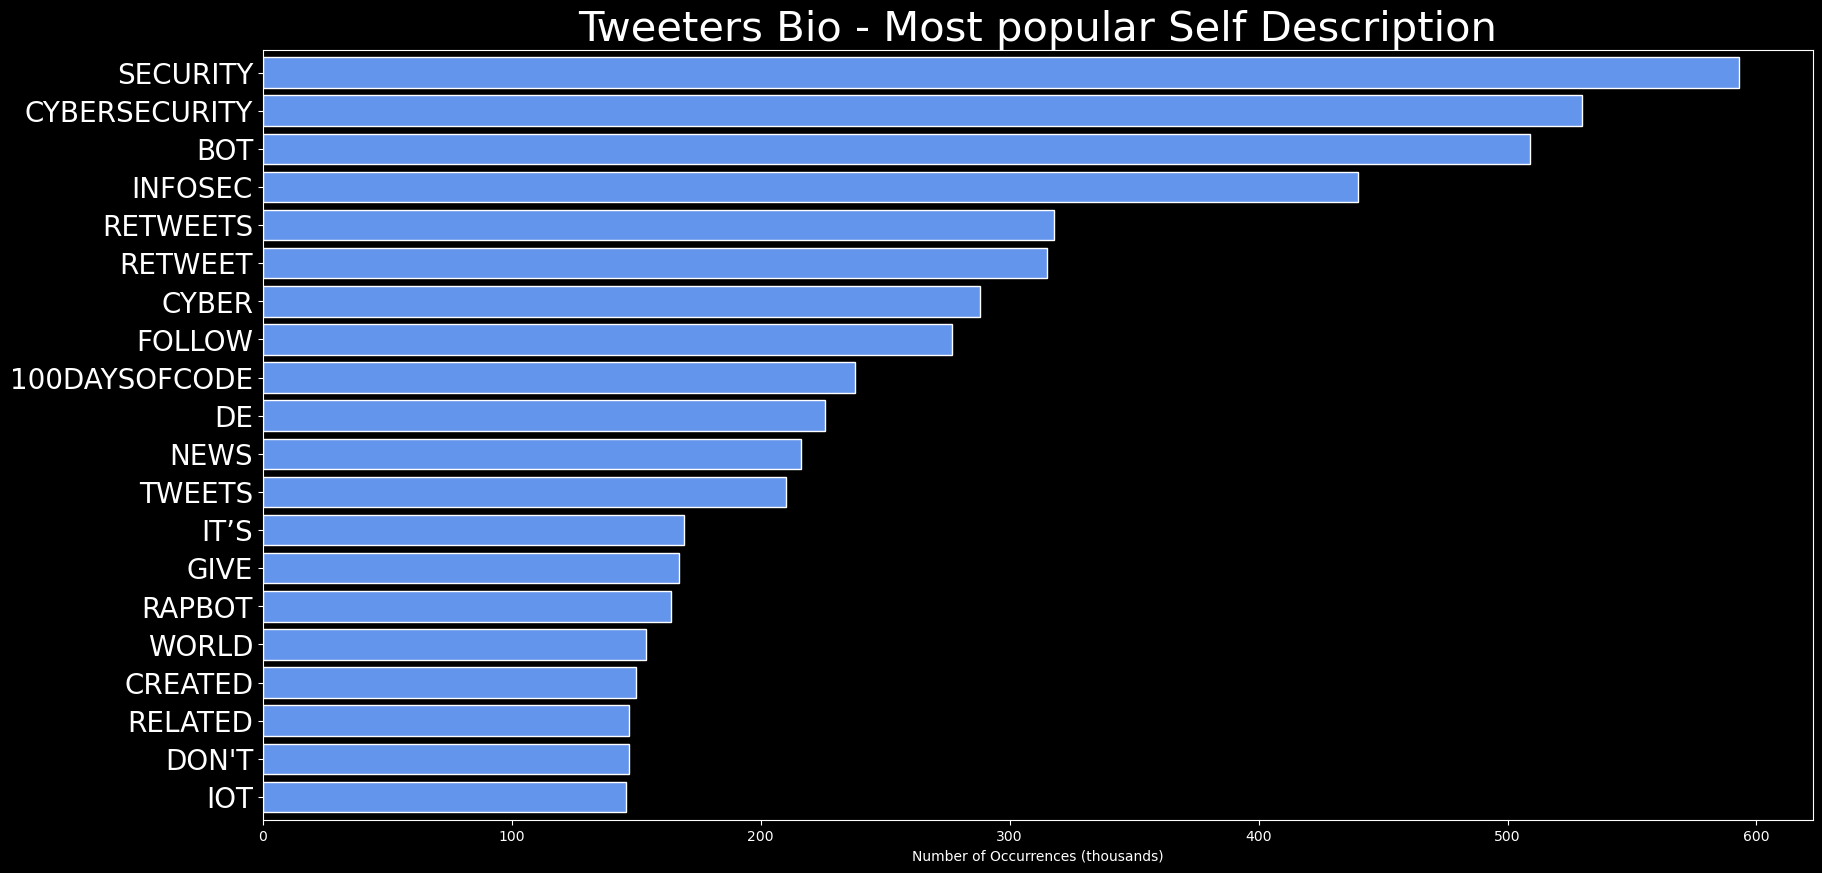 Tweeters Bio - Most popular Self Description
SECURITY
CYBERSECURITY
BOT
INFOSEC
RETWEETS
RETWEET
CYBER
FOLLOW
100DAYSOFCODE
DE
NEWS
TWEETS
IT’S
GIVE
RAPBOT
WORLD
CREATED
RELATED
DON'T
IOT
0 100 200 300 400 500 600
Number of Occurrences (thousands)